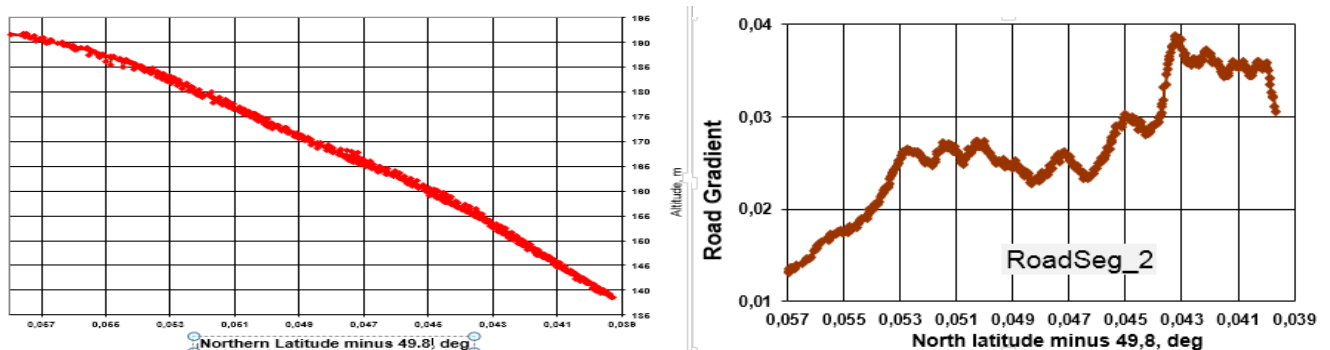 195
190
185
180
175
170
165
160
155
150
145
140
135
Altitude, m
0,057 0,055 0,053 0,051 0,049 0,047 0,045 0,043 0,041 0,039
Northern Latitude minus 49.8, deg
0,04
0,03
0,02
0,01
Road Gradient
RoadSeg_2
0,057 0,055 0,053 0,051 0,049 0,047 0,045 0,043 0,041 0,039
North latitude minus 49,8, deg